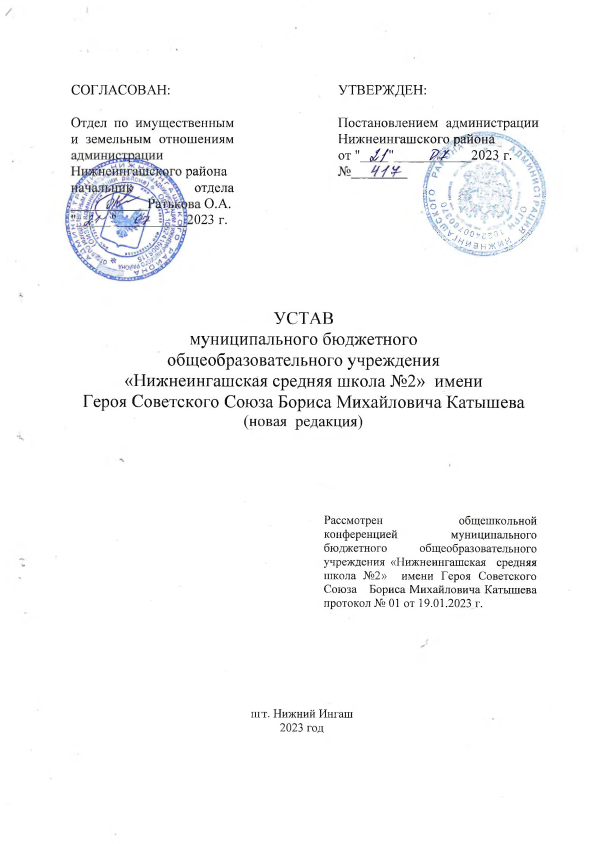 СОГЛАСОВАН:
Отдел по имущественным
и земельным отношениям
администрации
Нижнеингашского района
начальник отдела
Ратькова О.А.
"27" 07 2023 г.
УТВЕРЖДЕН:
Постановлением администрации
Нижнеингашского района
от "21" 07 2023 г.
№ 417
УСТАВ
муниципального бюджетного
общеобразовательного учреждения
«Нижнеингашская средняя школа №2» имени
Героя Советского Союза Бориса Михайловича Катышева
(новая редакция)
Рассмотрен общешкольной
конференцией муниципального
бюджетного общеобразовательного
учреждения «Нижнеингашская средняя
школа №2» имени Героя Советского
Союза Бориса Михайловича Катышева
протокол № 01 от 19.01.2023 г.
пгт. Нижний Ингаш
2023 год